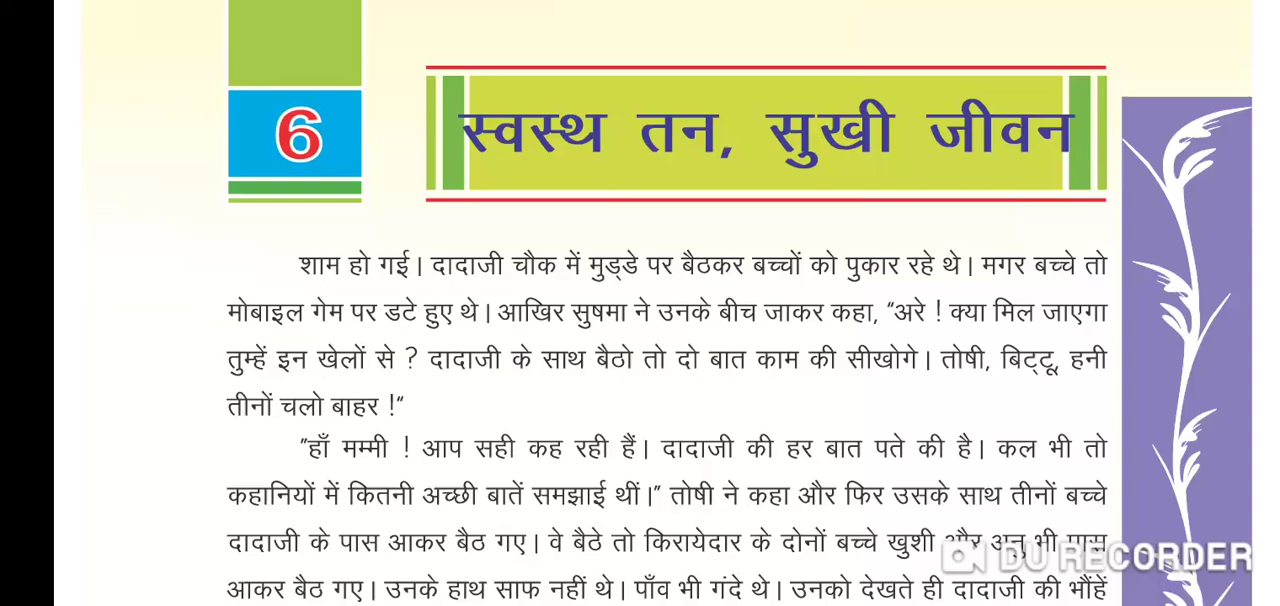 6
स्वस्थ तन, सुखी जीवन
शाम हो गई। दादाजी चौक में मुड्डे पर बैठकर बच्चों को पुकार रहे थे। मगर बच्चे तो
मोबाइल गेम पर डटे हुए थे। आखिर सुषमा ने उनके बीच जाकर कहा, "अरे ! क्या मिल जाएगा
तुम्हें इन खेलों से ? दादाजी के साथ बैठो तो दो बात काम की सीखोगे। तोषी, बिट्टू, हनी
तीनों चलो बाहर !"
"हाँ मम्मी ! आप सही कह रही हैं। दादाजी की हर बात पते की है। कल भी तो
कहानियों में कितनी अच्छी बातें समझाई थीं।" तोषी ने कहा और फिर उसके साथ तीनों बच्चे
दादाजी के पास आकर बैठ गए। वे बैठे तो किरायेदार के दोनों बच्चे खुशी और अनु भी पास
आकर बैठ गए। उनके हाथ साफ नहीं थे। पाँव भी गंदे थे। उनको देखते ही दादाजी की भौंहें
DU RECORDER